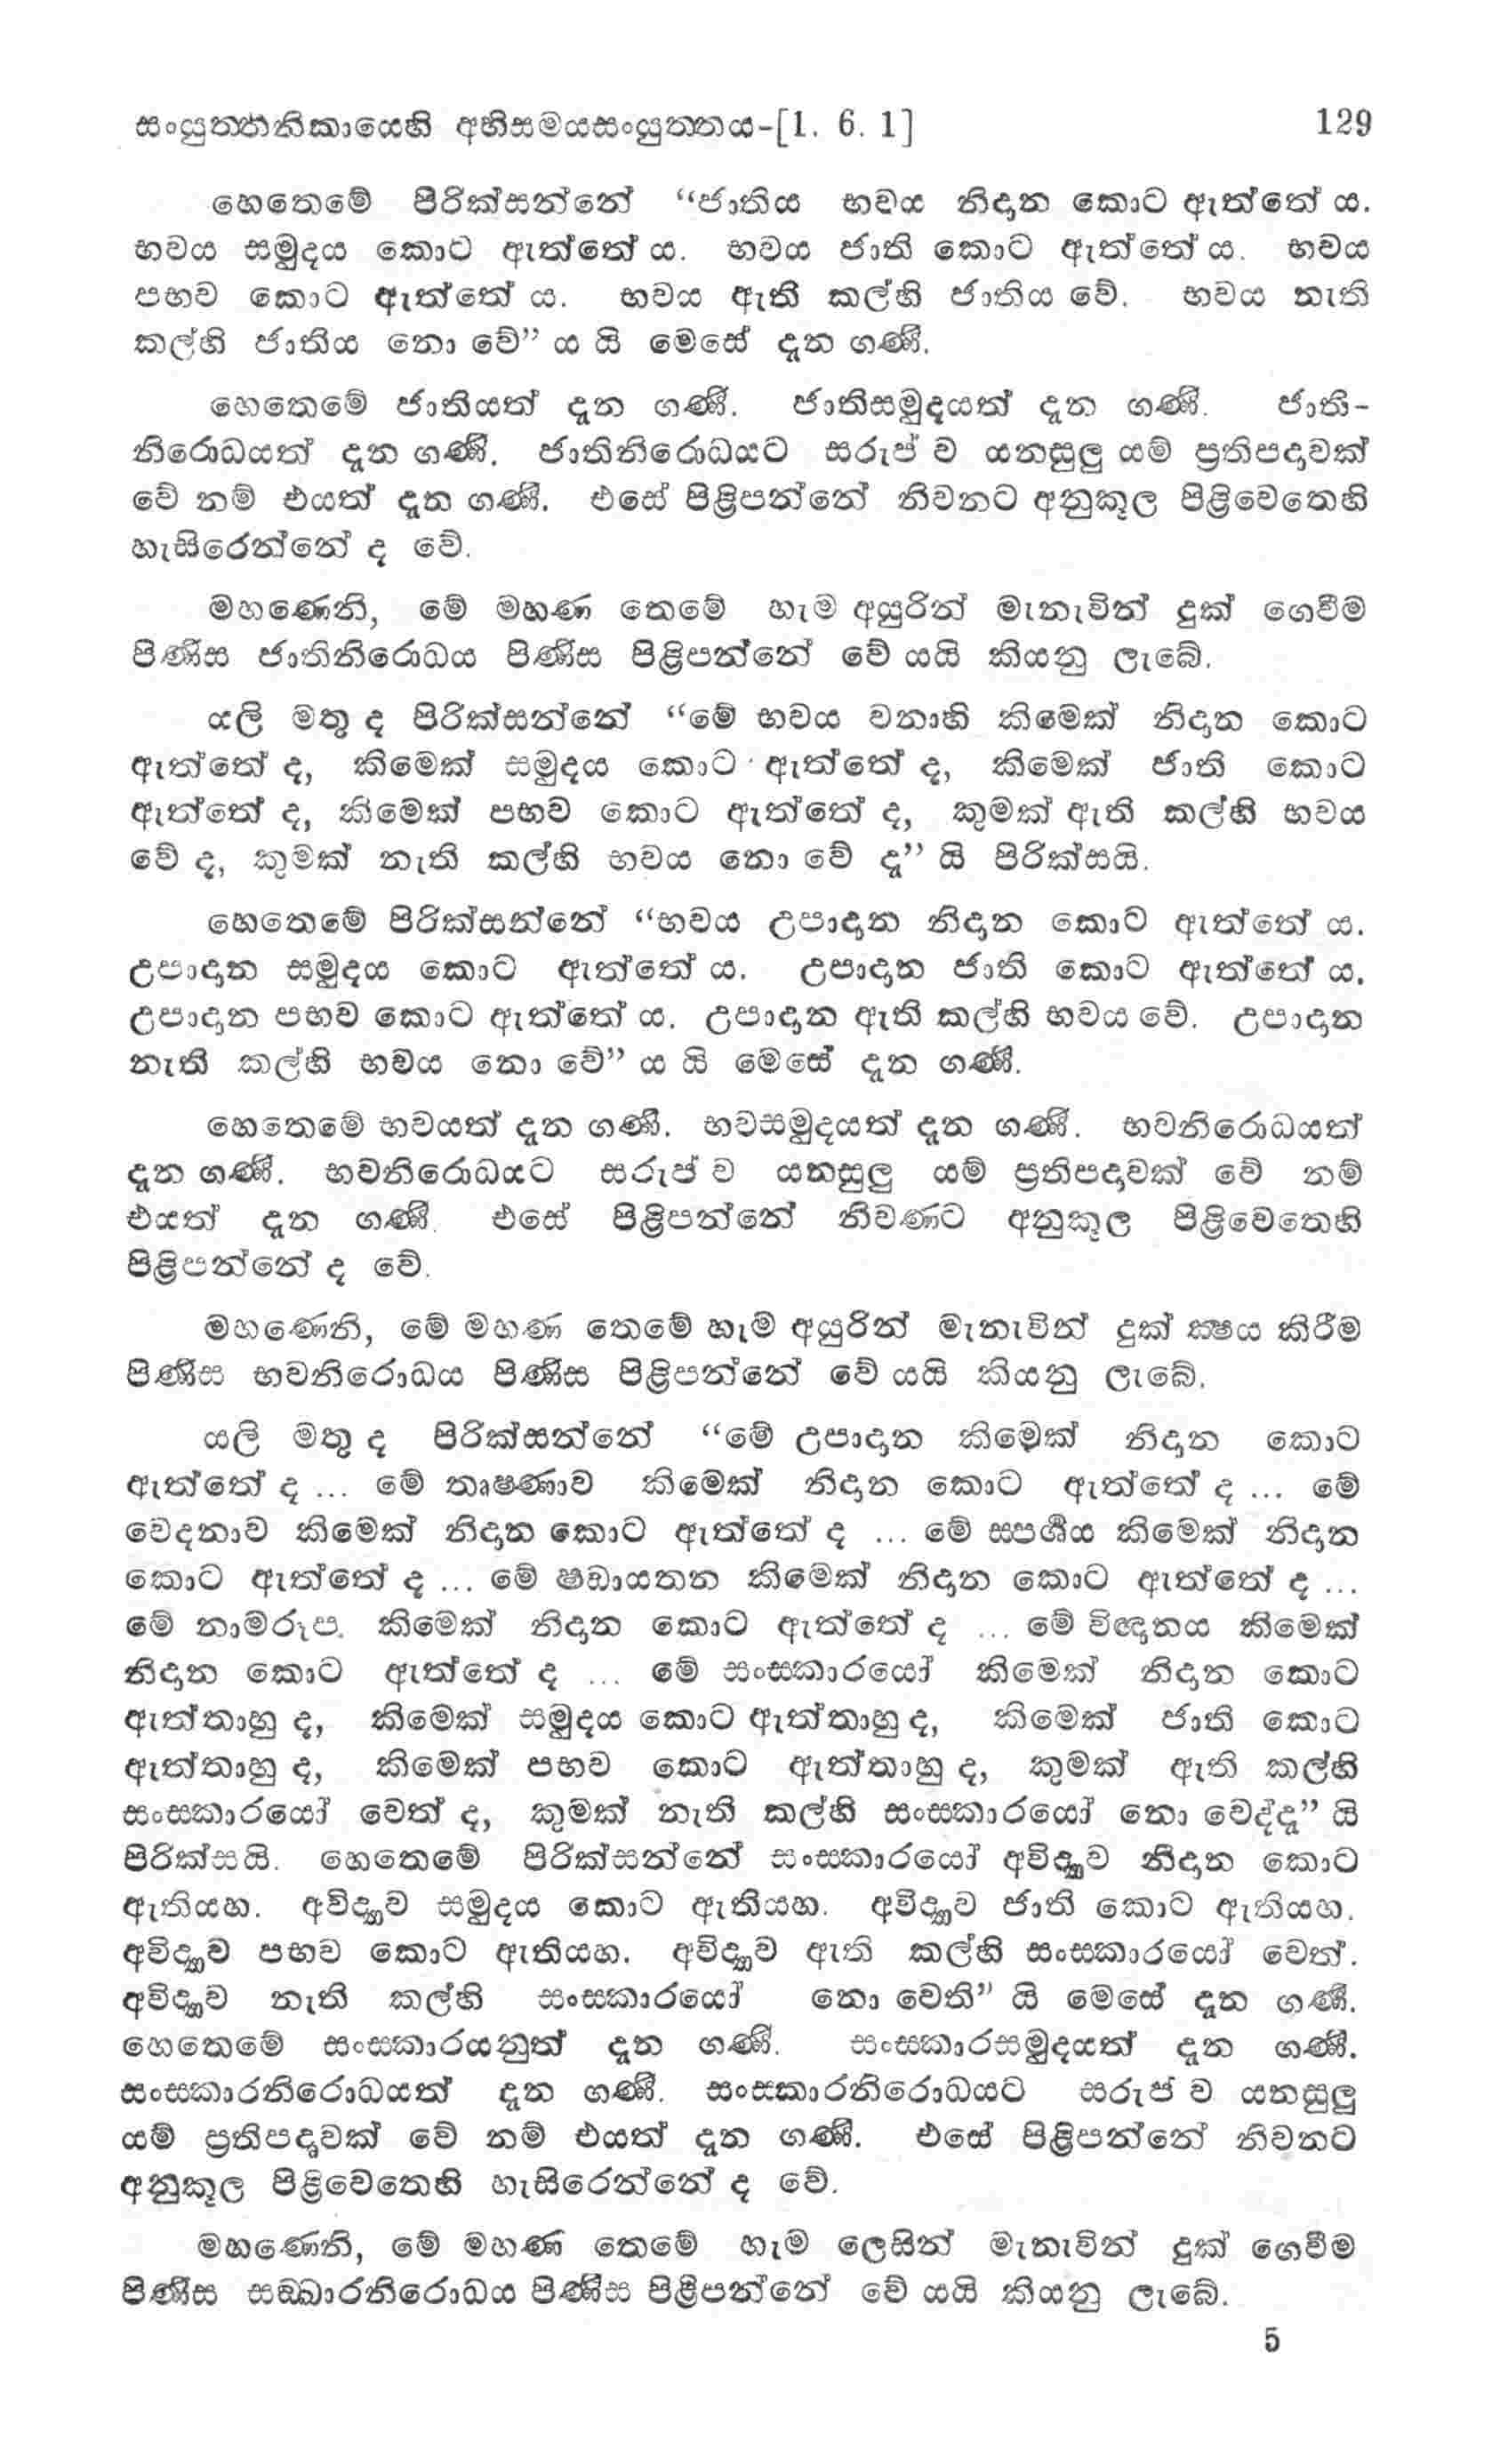 සංයුත්තනිකායෙහි අභිසමයසංයුත්තය-[1. 6. 1] 129
හෙතෙමේ පිරික්සන්නේ “ජාතිය භවය නිදාන කොට ඇත්තේ ය.
භවය සමුදය කොට ඇත්තේ ය. භවය ජාති කොට ඇත්තේ ය. භවය
පභව කොට ඇත්තේ ය. භවය ඇති කල්හි ජාතිය වේ. භවය නැති
කල්හි ජාතිය නො වේ” ය යි මෙසේ දැන ගණී.
හෙතෙමේ ජාතියත් දැන ගණී. ජාතිසමුදයත් දැන ගණී. ජාති-
නිරොධයත් දැන ගණී. ජාතිනිරොධයට සරුප් ව යනසුලු යම් ප්‍රතිපදාවක්
වේ නම් එයත් දැන ගණී. එසේ පිළිපන්නේ නිවනට අනුකූල පිළිවෙතෙහි
හැසිරෙන්නේ ද වේ.
මහණෙනි, මේ මහණ තෙමේ හැම අයුරින් මැනැවින් දුක් ගෙවීම
පිණිස ජාතිනිරොධය පිණිස පිළිපන්නේ වේ යයි කියනු ලැබේ.
යලි මතු ද පිරික්සන්නේ “මේ භවය වනාහි කිමෙක් නිදාන කොට
ඇත්තේ ද, කිමෙක් සමුදය කොට ඇත්තේ ද, කිමෙක් ජාති කොට
ඇත්තේ ද, කිමෙක් පභව කොට ඇත්තේ ද, කුමක් ඇති කල්හි භවය
වේ ද, කුමක් නැති කල්හි භවය නො වේ දැ” යි පිරික්සයි.
හෙතෙමේ පිරික්සන්නේ “භවය උපාදාන නිදාන කොට ඇත්තේ ය.
උපාදාන සමුදය කොට ඇත්තේ ය. උපාදාන ජාති කොට ඇත්තේ ය.
උපාදාන පභව කොට ඇත්තේ ය. උපාදාන ඇති කල්හි භවය වේ. උපාදාන
නැති කල්හි භවය නො වේ” ය යි මෙසේ දැන ගණී.
හෙතෙමේ භවයත් දැන ගණී. භවසමුදයත් දැන ගණී. භවනිරොධයත්
දැන ගණී. භවනිරොධයට සරුප් ව යනසුලු යම් ප්‍රතිපදාවක් වේ නම්
එයත් දැන ගණී. එසේ පිළිපන්නේ නිවණට අනුකූල පිළිවෙතෙහි
පිළිපන්නේ ද වේ.
මහණෙනි, මේ මහණ තෙමේ හැම අයුරින් මැනැවින් දුක් ක්‍ෂය කිරීම
පිණිස භවනිරොධය පිණිස පිළිපන්නේ වේ යයි කියනු ලැබේ.
යලි මතු ද පිරික්සන්නේ “මේ උපාදාන කිමෙක් නිදාන කොට
ඇත්තේ ද ... මේ තෘෂ්ණාව කිමෙක් නිදාන කොට ඇත්තේ ද ... මේ
වෙදනාව කිමෙක් නිදාන කොට ඇත්තේ ද ... මේ ස්පර්‍ශය කිමෙක් නිදාන
කොට ඇත්තේ ද ... මේ ෂඩායතන කිමෙක් නිදාන කොට ඇත්තේ ද ...
මේ නාමරූප කිමෙක් නිදාන කොට ඇත්තේ ද ... මේ විඥානය කිමෙක්
නිදාන කොට ඇත්තේ ද ... මේ සංස්කාරයෝ කිමෙක් නිදාන කොට
ඇත්තාහු ද, කිමෙක් සමුදය කොට ඇත්තාහු ද, කිමෙක් ජාති කොට
ඇත්තාහු ද, කිමෙක් පභව කොට ඇත්තාහු ද, කුමක් ඇති කල්හි
සංස්කාරයෝ වෙත් ද, කුමක් නැති කල්හි සංස්කාරයෝ නො වෙද්දැ” යි
පිරික්සයි. හෙතෙමේ පිරික්සන්නේ සංස්කාරයෝ අවිද්‍යාව නිදාන කොට
ඇතියහ. අවිද්‍යාව සමුදය කොට ඇතියහ. අවිද්‍යාව ජාති කොට ඇතියහ.
අවිද්‍යාව පභව කොට ඇතියහ. අවිද්‍යාව ඇති කල්හි සංස්කාරයෝ වෙත්.
අවිද්‍යාව නැති කල්හි සංස්කාරයෝ නො වෙති” යි මෙසේ දැන ගණී.
හෙතෙමේ සංස්කාරයනුත් දැන ගණී. සංස්කාරසමුදයත් දැන ගණී.
සංස්කාරනිරොධයත් දැන ගණී. සංස්කාරනිරොධයට සරුප් ව යනසුලු
යම් ප්‍රතිපදාවක් වේ නම් එයත් දැන ගණී. එසේ පිළිපන්නේ නිවනට
අනුකූල පිළිවෙතෙහි හැසිරෙන්නේ ද වේ.
මහණෙනි, මේ මහණ තෙමේ හැම ලෙසින් මැනැවින් දුක් ගෙවීම
පිණිස සඞ්ඛාරනිරොධය පිණිස පිළිපන්නේ වේ යයි කියනු ලැබේ.
5